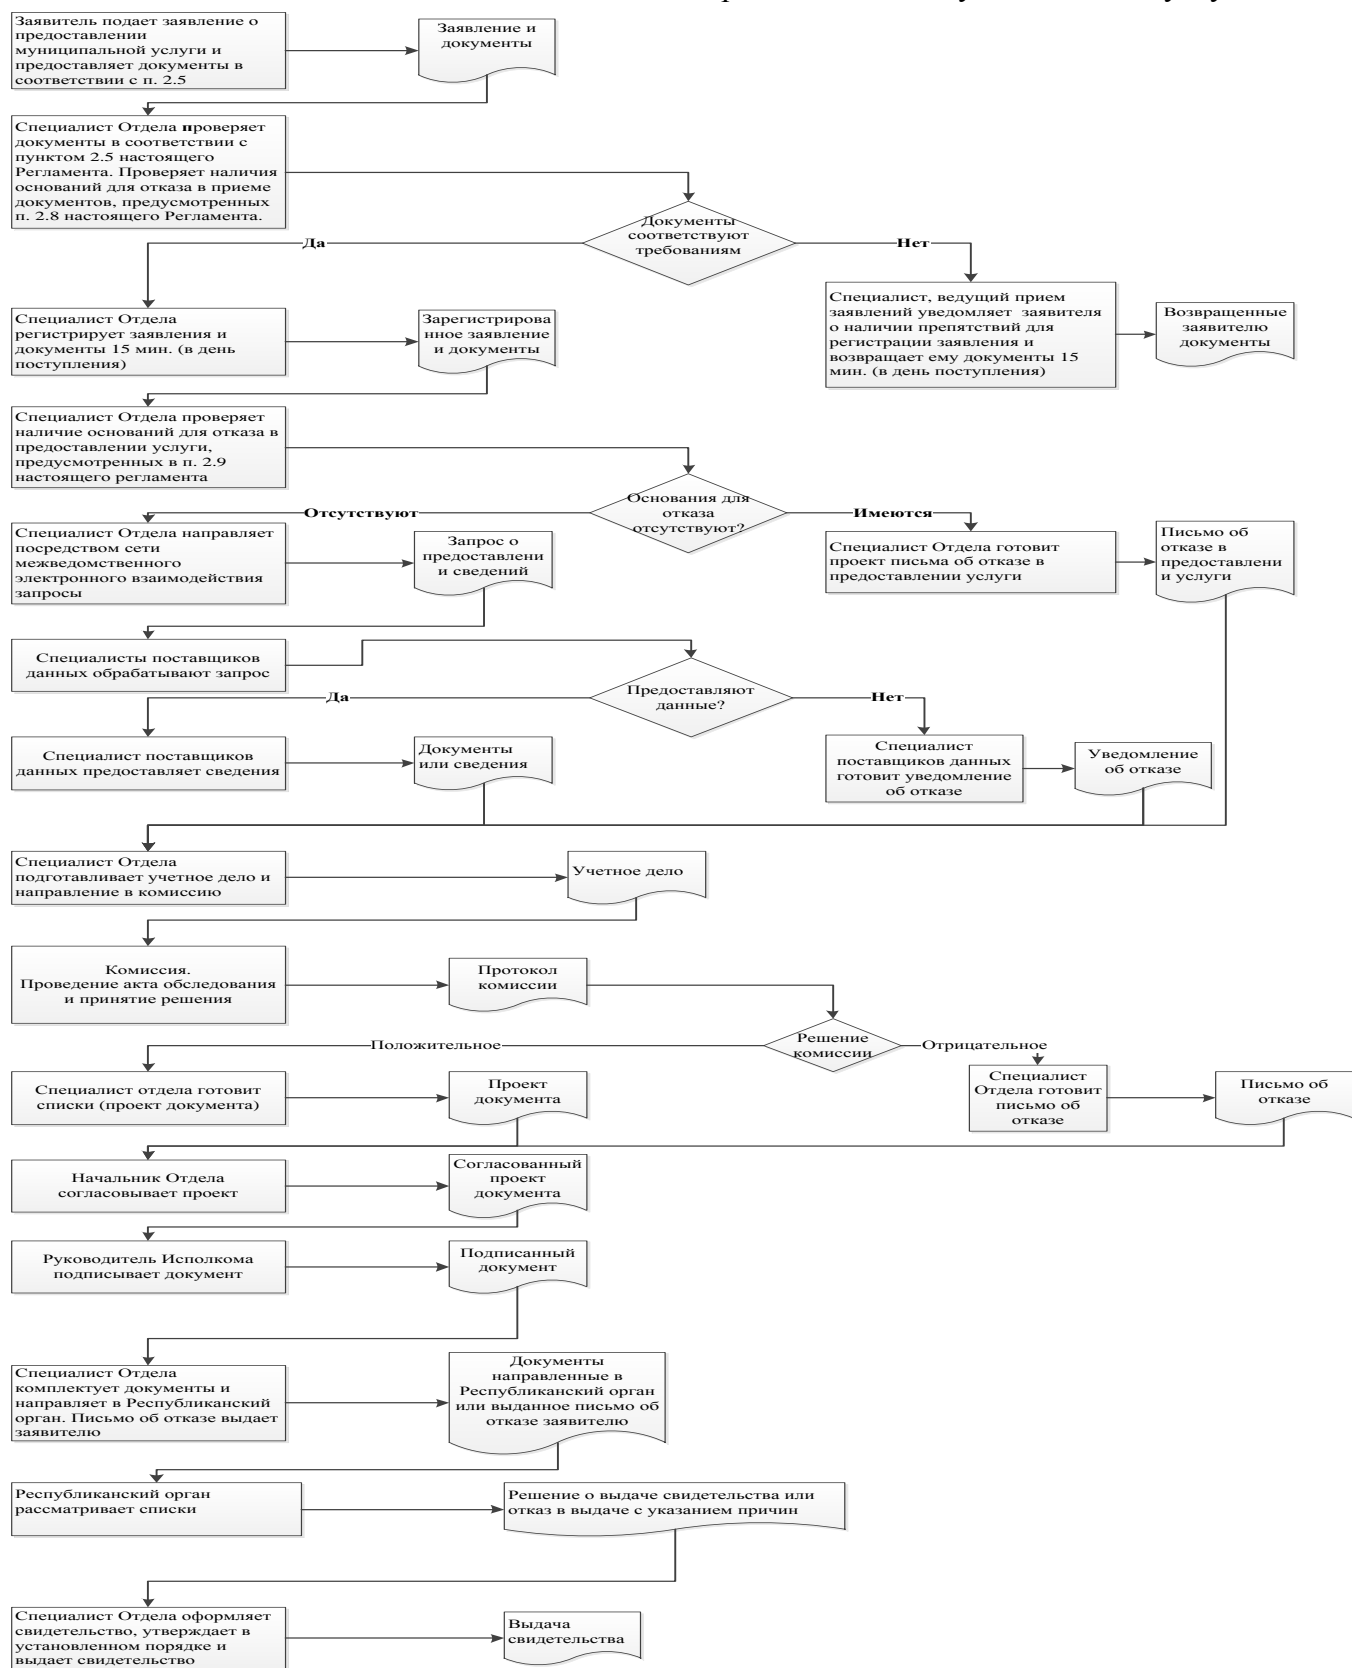 Заявитель подает заявление о
предоставлении
муниципальной услуги и
предоставляет документы в
соответствии с п. 2.5
Заявление и
документы
Специалист Отдела проверяет
документы в соответствии с
пунктом 2.5 настоящего
Регламента. Проверяет наличия
оснований для отказа в приеме
документов, предусмотренных
п. 2.8 настоящего Регламента.
Документы
соответствуют
требованиям
Да
Нет
Специалист Отдела
регистрирует заявления и
документы 15 мин. (в день
поступления)
Зарегистрирова
нное заявление
и документы
Специалист, ведущий прием
заявлений уведомляет заявителя
о наличии препятствий для
регистрации заявления и
возвращает ему документы 15
мин. (в день поступления)
Возвращенные
заявителю
документы
Специалист Отдела проверяет
наличие оснований для отказа в
предоставлении услуги,
предусмотренных в п. 2.9
настоящего регламента
Основания для
отказа
отсутствуют?
Отсутствуют
Имеются
Специалист Отдела направляет
посредством сети
межведомственного
электронного взаимодействия
запросы
Запрос о
предоставлени
и сведений
Специалист Отдела готовит
проект письма об отказе в
предоставлении услуги
Письмо об
отказе в
предоставлени
и услуги
Специалисты поставщиков
данных обрабатывают запрос
Предоставляют
данные?
Да
Нет
Специалист поставщиков
данных предоставляет сведения
Документы
или сведения
Специалист
поставщиков данных
готовит уведомление
об отказе
Уведомление
об отказе
Специалист Отдела
подготавливает учетное дело и
направление в комиссию
Учетное дело
Комиссия.
Проведение акта обследования
и принятие решения
Протокол
комиссии
Решение
комиссии
Положительное
Отрицательное
Специалист отдела готовит
списки (проект документа)
Проект
документа
Специалист
Отдела готовит
письмо об
отказе
Письмо об
отказе
Начальник Отдела
согласовывает проект
Согласованный
проект
документа
Руководитель Исполкома
подписывает документ
Подписанный
документ
Специалист Отдела
комплектует документы и
направляет в Республиканский
орган. Письмо об отказе выдает
заявителю
Документы
направленные в
Республиканский орган
или выданное письмо об
отказе заявителю
Республиканский орган
рассматривает списки
Решение о выдаче свидетельства или
отказ в выдаче с указанием причин
Специалист Отдела оформляет
свидетельство, утверждает в
установленном порядке и
выдает свидетельство
Выдача
свидетельства